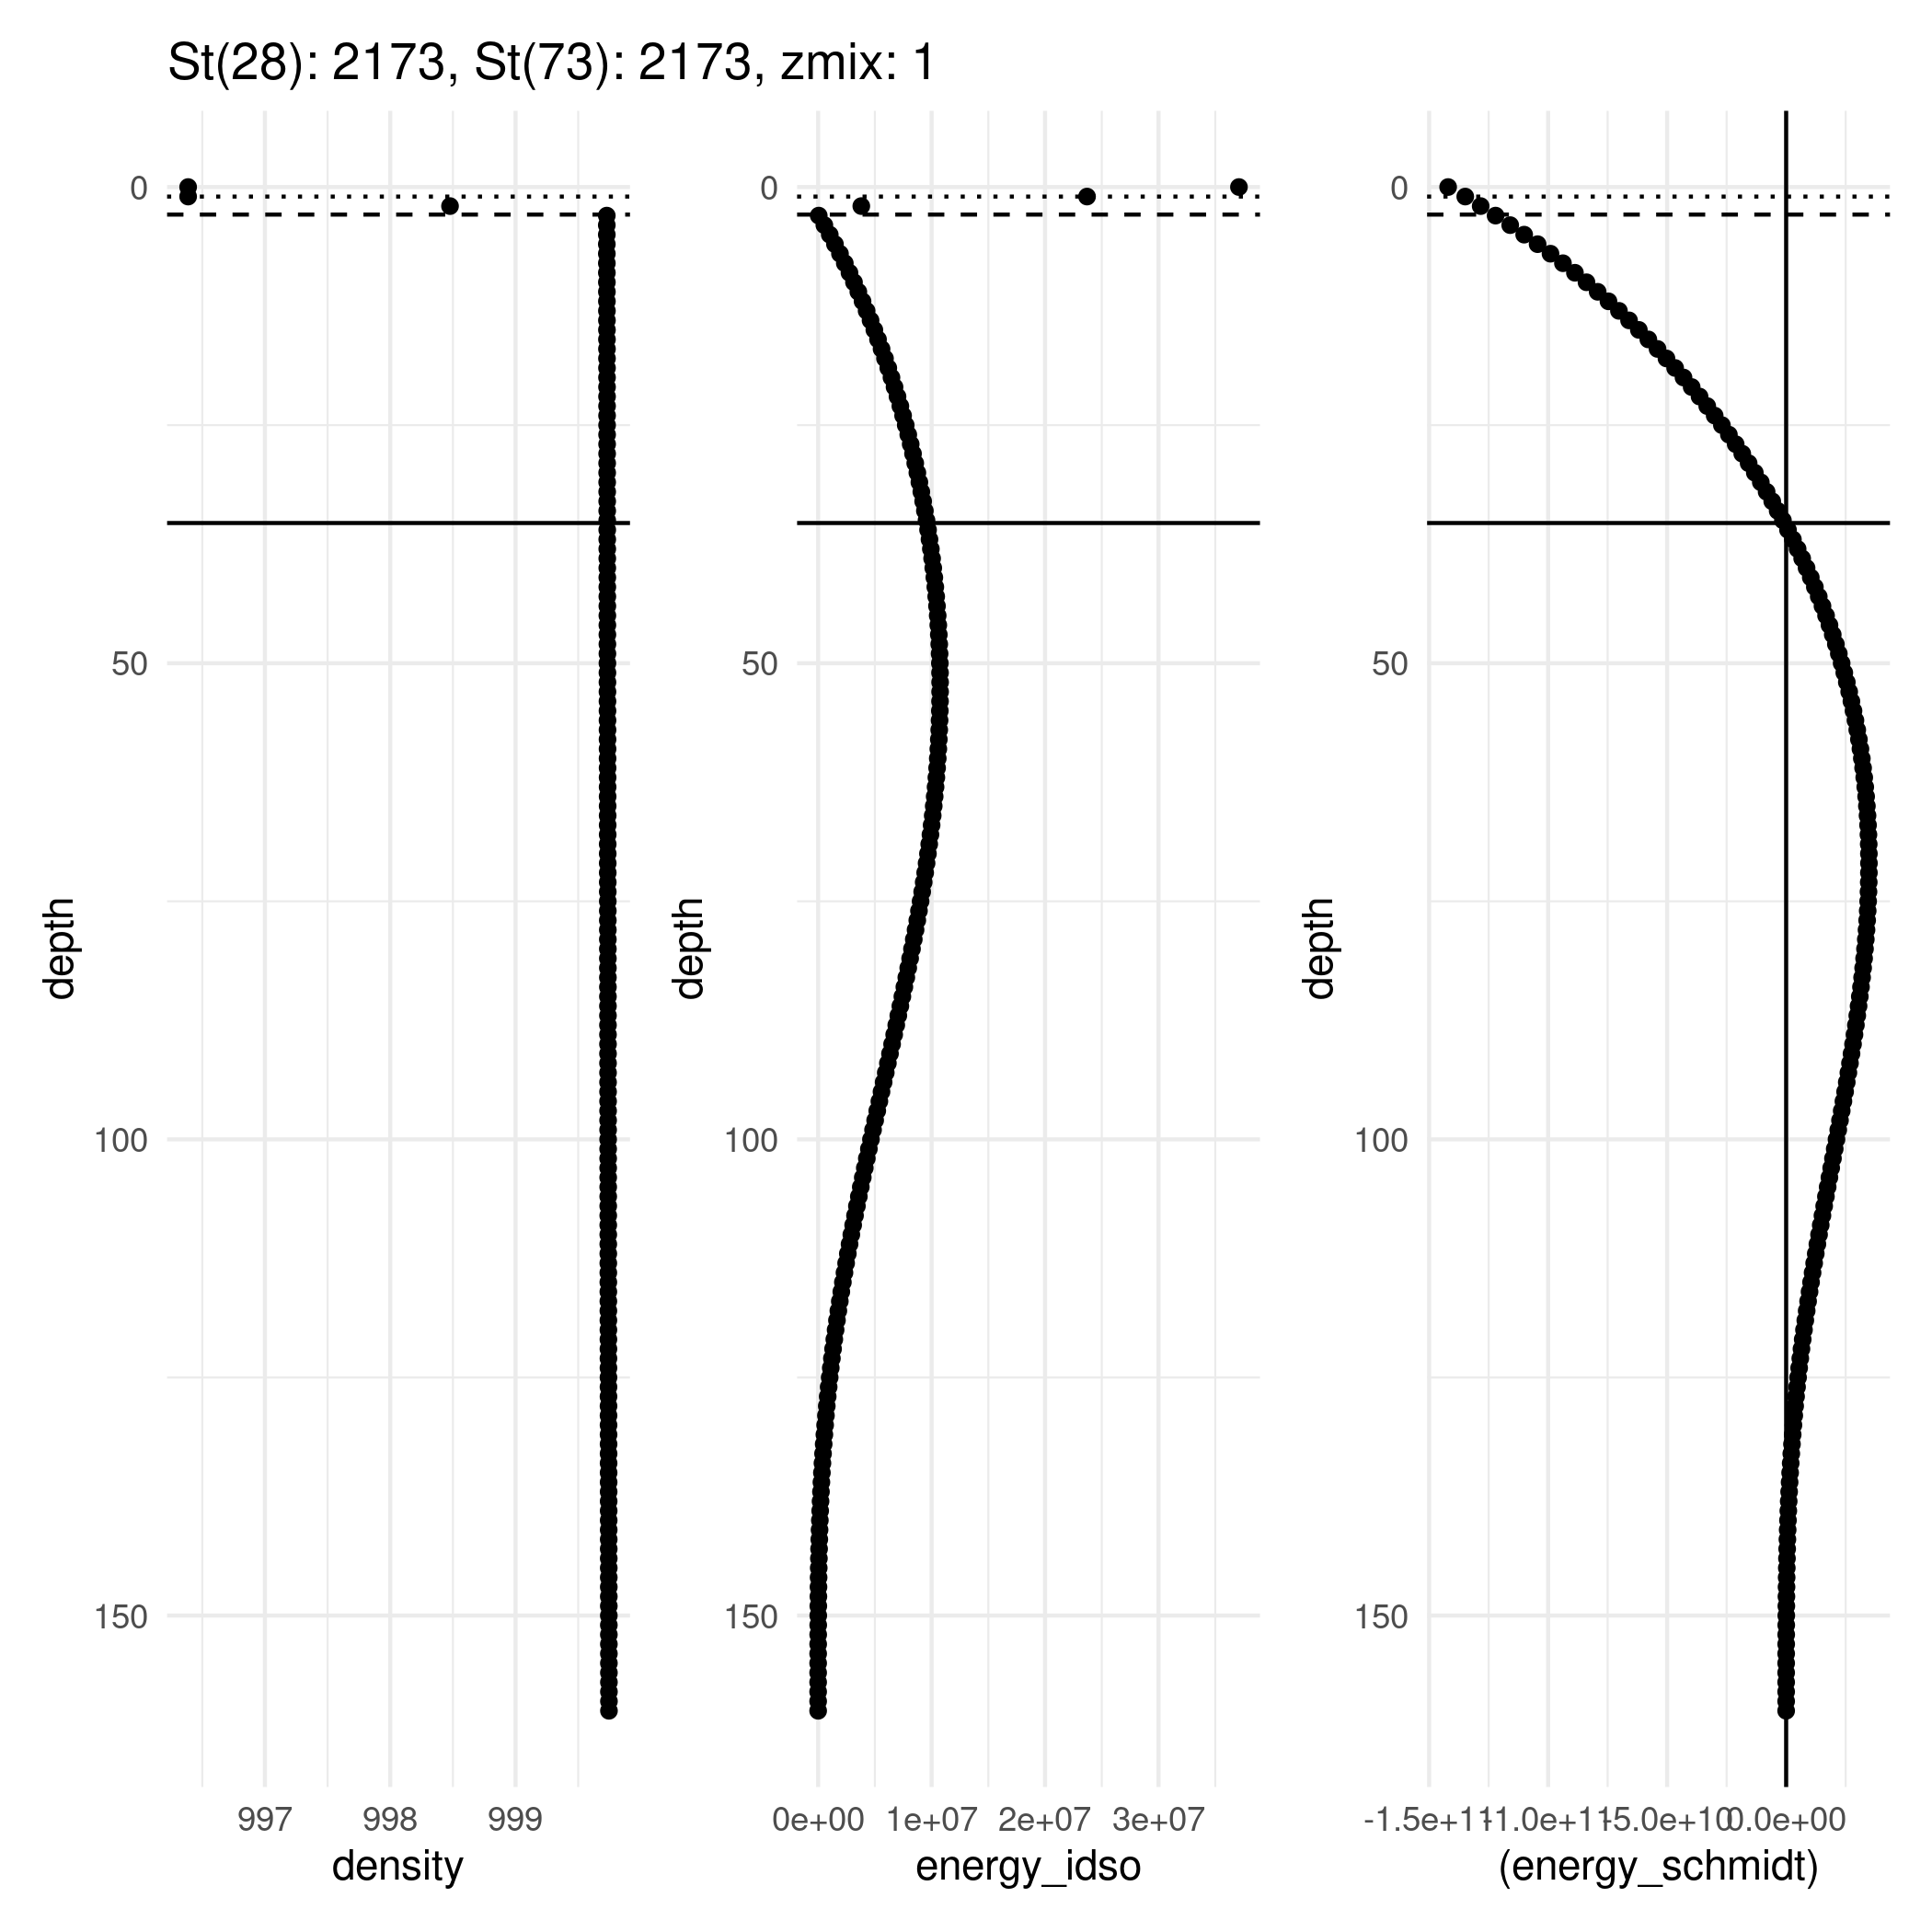 St(28): 2173, St(73): 2173, zmix: 1
0
50
100
150
depth
997 998 999
density
0
50
100
150
depth
0e+00 1e+07 2e+07 3e+07
energy_idso
0
50
100
150
depth
-1.5e+11 -1.0e+11 -5.0e+10 0.0e+00
(energy_schmidt)